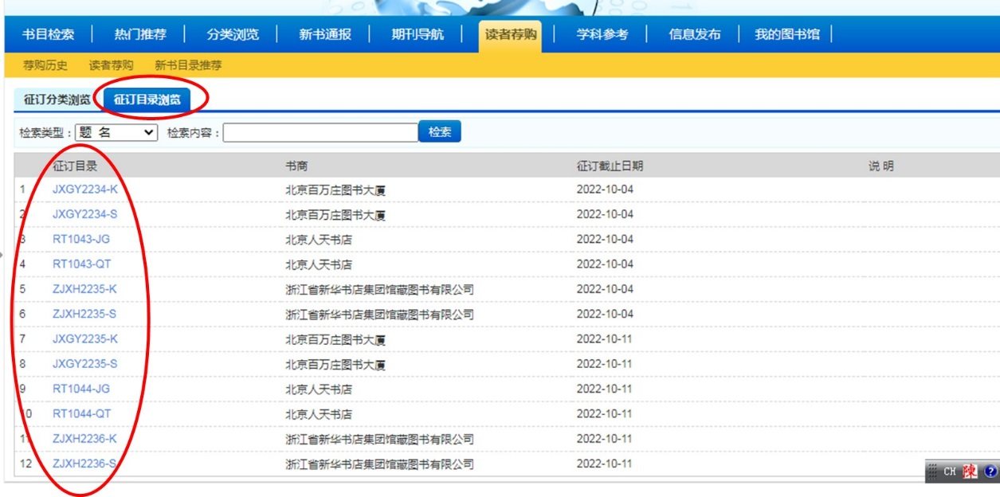 书目检索 热门推荐 分类浏览 新书通报 期刊导航 读者荐购 学科参考 信息发布 我的图书馆
荐购历史 读者荐购 新书目录推荐
征订分类浏览 征订目录浏览
检索类型：题 名 检索内容： 检索
征订目录 书商 征订截止日期 说 明
1 JXGY2234-K 北京百万庄图书大厦 2022-10-04
2 JXGY2234-S 北京百万庄图书大厦 2022-10-04
3 RT1043-JG 北京人天书店 2022-10-04
4 RT1043-QT 北京人天书店 2022-10-04
5 ZJXH2235-K 浙江省新华书店集团馆藏图书有限公司 2022-10-04
6 ZJXH2235-S 浙江省新华书店集团馆藏图书有限公司 2022-10-04
7 JXGY2235-K 北京百万庄图书大厦 2022-10-11
8 JXGY2235-S 北京百万庄图书大厦 2022-10-11
9 RT1044-JG 北京人天书店 2022-10-11
10 RT1044-QT 北京人天书店 2022-10-11
11 ZJXH2236-K 浙江省新华书店集团馆藏图书有限公司 2022-10-11
12 ZJXH2236-S 浙江省新华书店集团馆藏图书有限公司 2022-10-11
CH 陳 ?